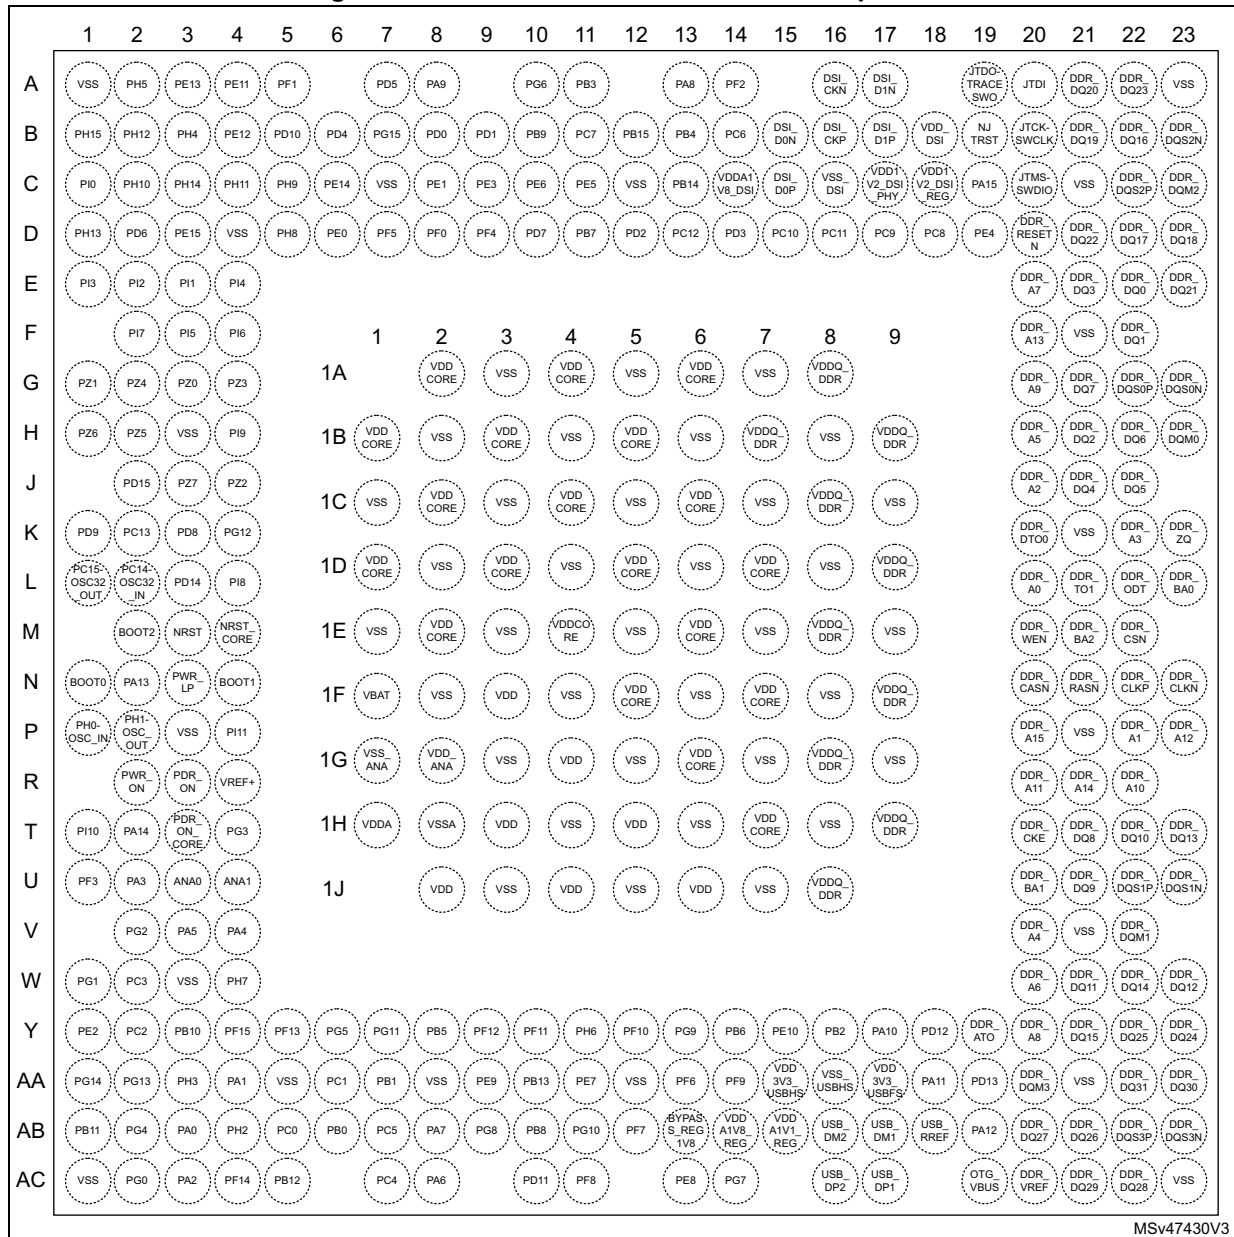 1 2 3 4 5 6 7 8 9 10 11 12 13 14 15 16 17 18 19 20 21 22 23
A VSS PH5 PE13 PE11 PF1 PD5 PA9 PG6 PB3 PA8 PF2 DSI_CKN DSI_D1N JTDO-TRACESWO JTDI DDR_DQ20 DDR_DQ23 VSS
B PH15 PH12 PH4 PE12 PD10 PD4 PG15 PD0 PD1 PB9 PC7 PB15 PB4 PC6 DSI_D0N DSI_CKP DSI_D1P VDD_DSI NJTRST JTCK-SWCLK DDR_DQ19 DDR_DQ16 DDR_DQS2N
C PI0 PH10 PH14 PH11 PH9 PE14 VSS PE1 PE3 PE6 PE5 VSS PB14 VDDA1V8_DSI DSI_D0P VSS_DSI VDD1V2_DSI_PHY VDD1V2_DSI_REG PA15 JTMS-SWDIO VSS DDR_DQS2P DDR_DQM2
D PH13 PD6 PE15 VSS PH8 PE0 PF5 PF0 PF4 PD7 PB7 PD2 PC12 PD3 PC10 PC11 PC9 PC8 PE4 DDR_RESETN DDR_DQ22 DDR_DQ17 DDR_DQ18
E PI3 PI2 PI1 PI4 DDR_A7 DDR_DQ3 DDR_DQ0 DDR_DQ21
F PI7 PI5 PI6 DDR_A13 VSS DDR_DQ1
1 2 3 4 5 6 7 8 9
1A VDDCORE VSS VDDCORE VSS VDDCORE VSS VDDQ_DDR
G PZ1 PZ4 PZ0 PZ3 DDR_A9 DDR_DQ7 DDR_DQS0P DDR_DQS0N
H PZ6 PZ5 VSS PI9 DDR_A5 DDR_DQ2 DDR_DQ6 DDR_DQM0
1B VDDCORE VSS VDDCORE VSS VDDCORE VSS VDDQ_DDR VSS VDDQ_DDR
J PD15 PZ7 PZ2 DDR_A2 DDR_DQ4 DDR_DQ5
1C VSS VDDCORE VSS VDDCORE VSS VDDCORE VSS VDDQ_DDR VSS
K PD9 PC13 PD8 PG12 DDR_DTO0 VSS DDR_A3 DDR_ZQ
1D VDDCORE VSS VDDCORE VSS VDDCORE VSS VDDCORE VSS VDDQ_DDR
L PC15-OSC32_OUT PC14-OSC32_IN PD14 PI8 DDR_A0 DDR_TO1 DDR_ODT DDR_BA0
M BOOT2 NRST NRST_CORE DDR_WEN DDR_BA2 DDR_CSN
1E VSS VDDCORE VSS VDDCORE VSS VDDCORE VSS VDDQ_DDR VSS
N BOOT0 PA13 PWR_LP BOOT1 DDR_CASN DDR_RASN DDR_CLKP DDR_CLKN
1F VBAT VSS VDD VSS VDDCORE VSS VDDCORE VSS VDDQ_DDR
P PH0-OSC_IN PH1-OSC_OUT VSS PI11 DDR_A15 VSS DDR_A1 DDR_A12
1G VSS_ANA VDD_ANA VSS VDD VSS VDDCORE VSS VDDQ_DDR VSS
R PWR_ON PDR_ON VREF+ DDR_A11 DDR_A14 DDR_A10
1H VDDA VSSA VDD VSS VDD VSS VDDCORE VSS VDDQ_DDR
T PI10 PA14 PDR_ON_CORE PG3 DDR_CKE DDR_DQ8 DDR_DQ10 DDR_DQ13
U PF3 PA3 ANA0 ANA1 DDR_BA1 DDR_DQ9 DDR_DQS1P DDR_DQS1N
1J VDD VSS VDD VSS VDD VSS VDDQ_DDR
V PG2 PA5 PA4 DDR_A4 VSS DDR_DQM1
W PG1 PC3 VSS PH7 DDR_A6 DDR_DQ11 DDR_DQ14 DDR_DQ12
Y PE2 PC2 PB10 PF15 PF13 PG5 PG11 PB5 PF12 PF11 PH6 PF10 PG9 PB6 PE10 PB2 PA10 PD12 DDR_ATO DDR_A8 DDR_DQ15 DDR_DQ25 DDR_DQ24
AA PG14 PG13 PH3 PA1 VSS PC1 PB1 VSS PE9 PB13 PE7 VSS PF6 PF9 VDD3V3_USBHS VSS_USBHS VDD3V3_USBFS PA11 PD13 DDR_DQM3 VSS DDR_DQ31 DDR_DQ30
AB PB11 PG4 PA0 PH2 PC0 PB0 PC5 PA7 PG8 PB8 PG10 PF7 BYPASS_REG1V8 VDDA1V8_REG VDDA1V1_REG USB_DM2 USB_DM1 USB_RREF PA12 DDR_DQ27 DDR_DQ26 DDR_DQS3P DDR_DQS3N
AC VSS PG0 PA2 PF14 PB12 PC4 PA6 PD11 PF8 PE8 PG7 USB_DP2 USB_DP1 OTG_VBUS DDR_VREF DDR_DQ29 DDR_DQ28 VSS
MSv47430V3